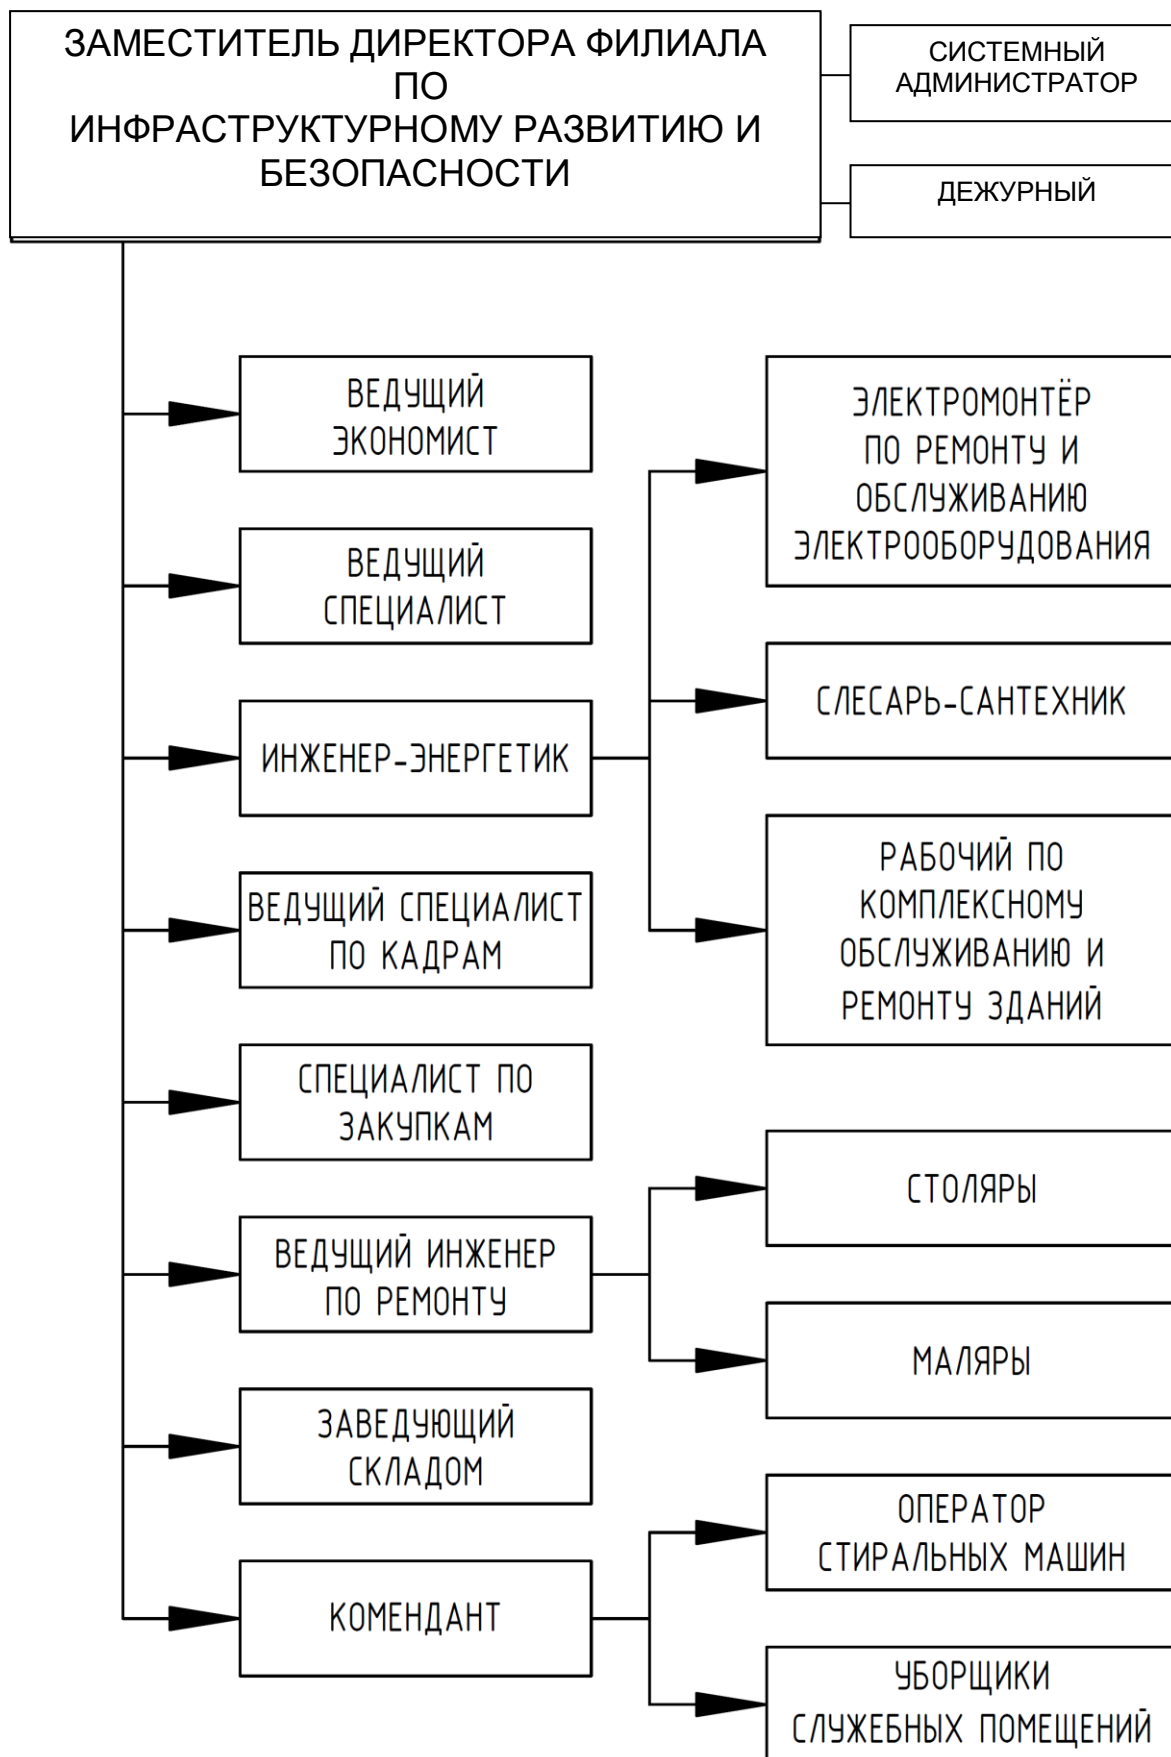 ЗАМЕСТИТЕЛЬ ДИРЕКТОРА ФИЛИАЛА
ПО
ИНФРАСТРУКТУРНОМУ РАЗВИТИЮ И
БЕЗОПАСНОСТИ
СИСТЕМНЫЙ
АДМИНИСТРАТОР
ДЕЖУРНЫЙ
ВЕДУЩИЙ
ЭКОНОМИСТ
ВЕДУЩИЙ
СПЕЦИАЛИСТ
ИНЖЕНЕР-ЭНЕРГЕТИК
ЭЛЕКТРОМОНТЁР
ПО РЕМОНТУ И
ОБСЛУЖИВАНИЮ
ЭЛЕКТРООБОРУДОВАНИЯ
СЛЕСАРЬ-САНТЕХНИК
РАБОЧИЙ ПО
КОМПЛЕКСНОМУ
ОБСЛУЖИВАНИЮ И
РЕМОНТУ ЗДАНИЙ
ВЕДУЩИЙ СПЕЦИАЛИСТ
ПО КАДРАМ
СПЕЦИАЛИСТ ПО
ЗАКУПКАМ
ВЕДУЩИЙ ИНЖЕНЕР
ПО РЕМОНТУ
СТОЛЯРЫ
МАЛЯРЫ
ЗАВЕДУЮЩИЙ
СКЛАДОМ
КОМЕНДАНТ
ОПЕРАТОР
СТИРАЛЬНЫХ МАШИН
УБОРЩИКИ
СЛУЖЕБНЫХ ПОМЕЩЕНИЙ